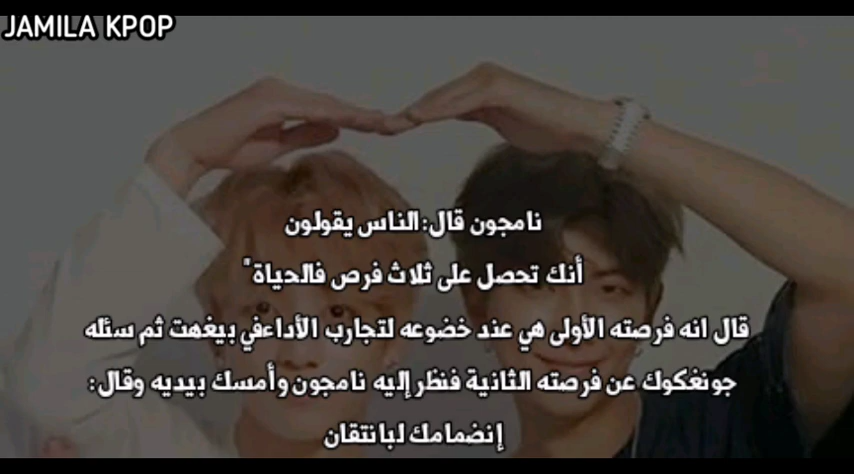 JAMILA KPOP
نامجون قال:الناس يقولون
أنك تحصل على ثلاث فرص فالحياة"
قال انه فرصته الأولى هي عند خضوعه لتجارب الأداءفي بيغهت ثم سئله
جونغكوك عن فرصته الثانية فنظر إليه نامجون وأمسك بيديه وقال:
إنضمامك لبانتقان